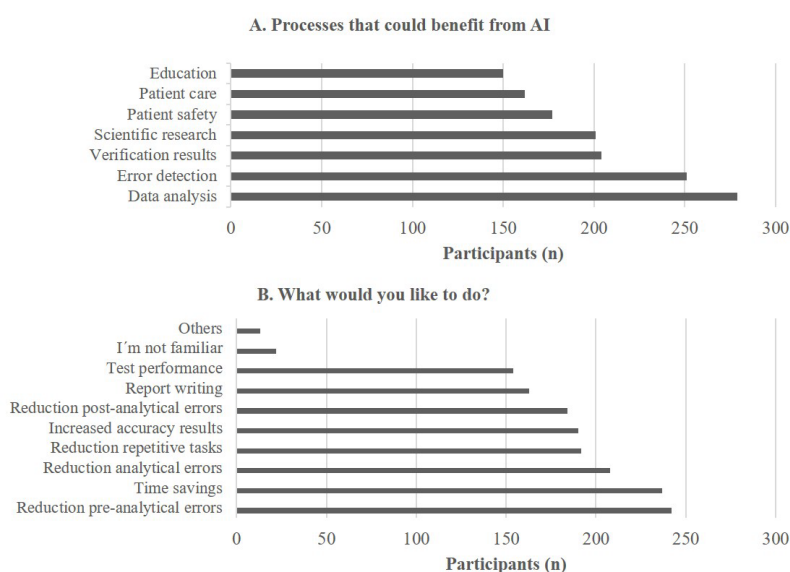 A. Processes that could benefit from AI
Education
Patient care
Patient safety
Scientific research
Verification results
Error detection
Data analysis
0 50 100 150 200 250 300
Participants (n)
B. What would you like to do?
Others
I´m not familiar
Test performance
Report writing
Reduction post-analytical errors
Increased accuracy results
Reduction repetitive tasks
Reduction analytical errors
Time savings
Reduction pre-analytical errors
0 50 100 150 200 250 300
Participants (n)